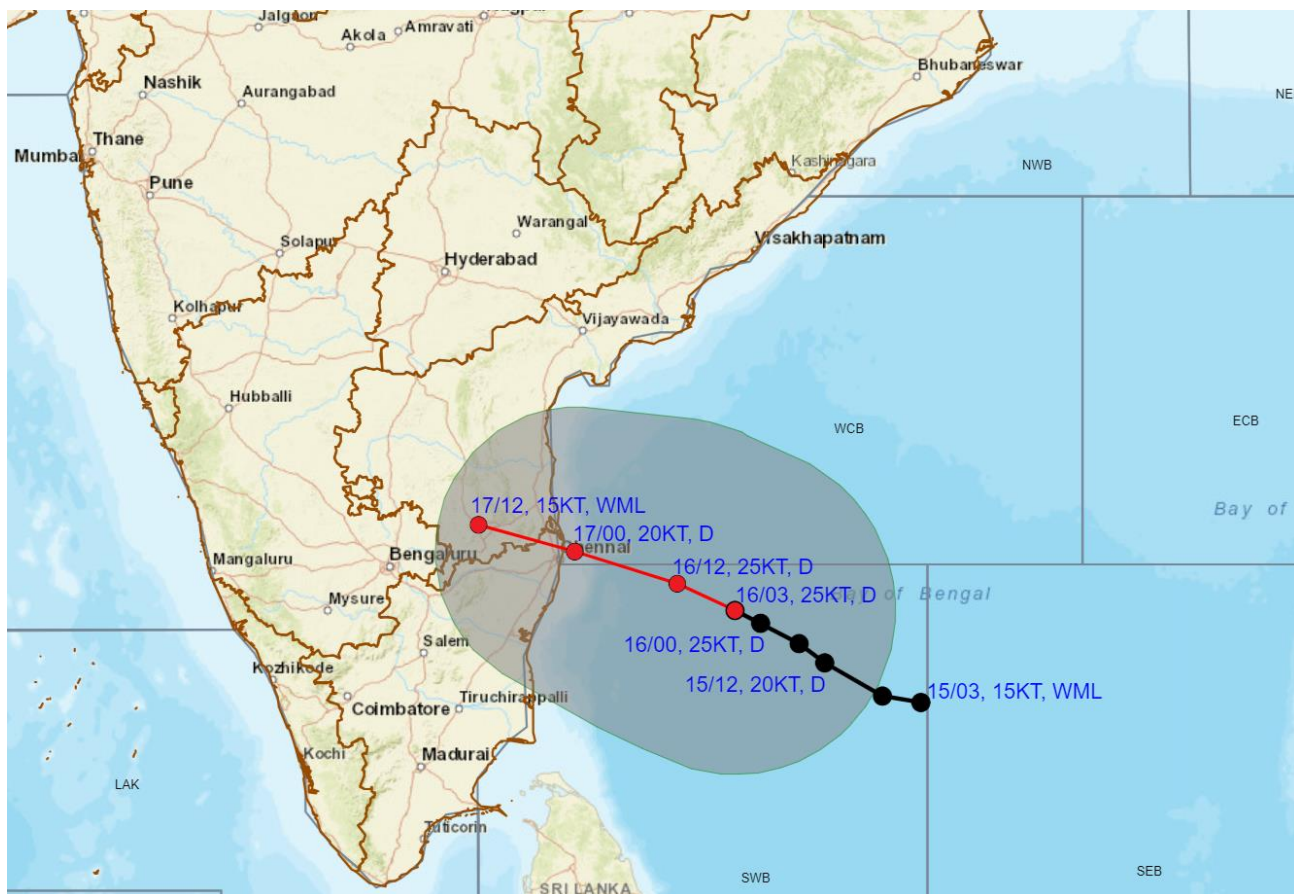 Jalgaon
Nagpur
Akola
Amravati
Bhubaneswar
Nashik
Aurangabad
NE
Thane
Mumbai
Kashinagara
NWB
Pune
Warangal
Solapur
Visakhapatnam
Hyderabad
Kolhapur
Vijayawada
Hubballi
WCB
ECB
17/12, 15KT, WML
Bay of
17/00, 20KT, D
Chennai
Mangaluru
Bengaluru
16/12, 25KT, D
of Bengal
16/03, 25KT, D
Mysure
16/00, 25KT, D
Salem
Kozhikode
15/12, 20KT, D
15/03, 15KT, WML
Tiruchirappalli
Coimbatore
Kochi
Madurai
LAK
Tuticorin
SWB
SEB
SRI LANKA